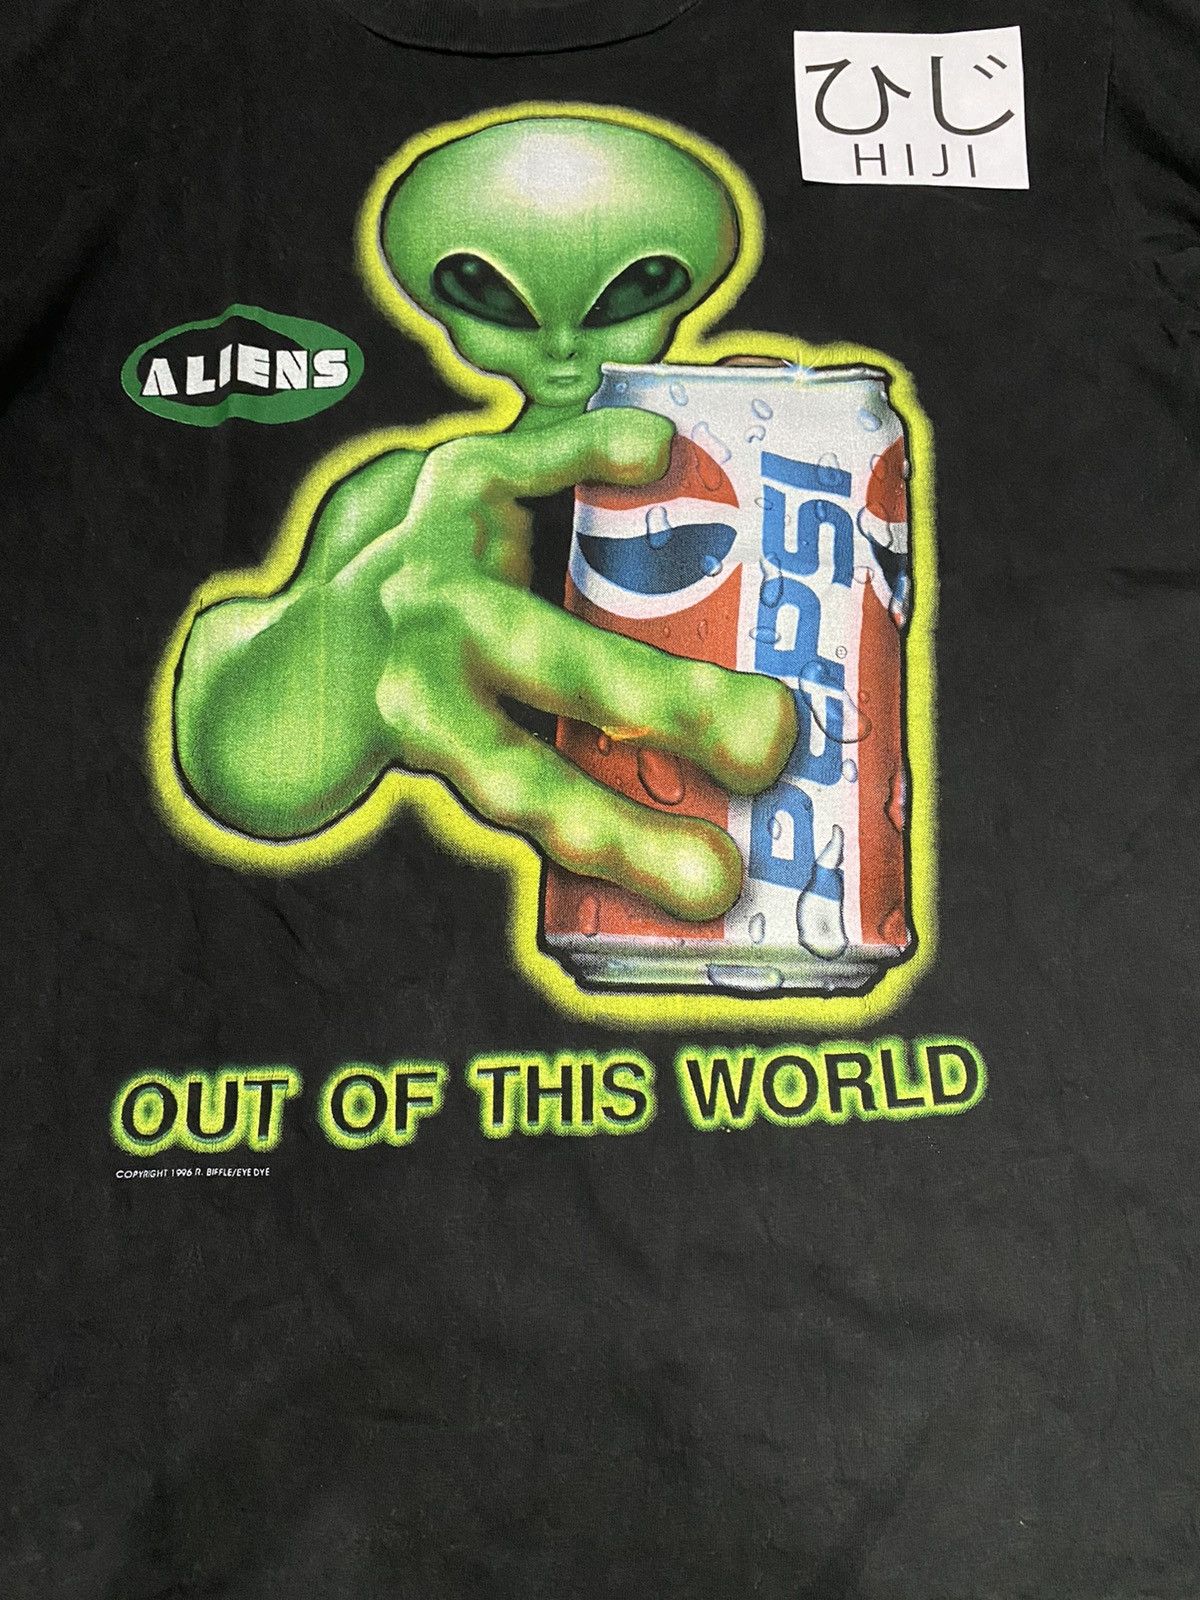 ひじ
HIJI
ALIENS
PEPSI
OUT OF THIS WORLD
COPYRIGHT 1996 R. BIFFLE/EYE DYE